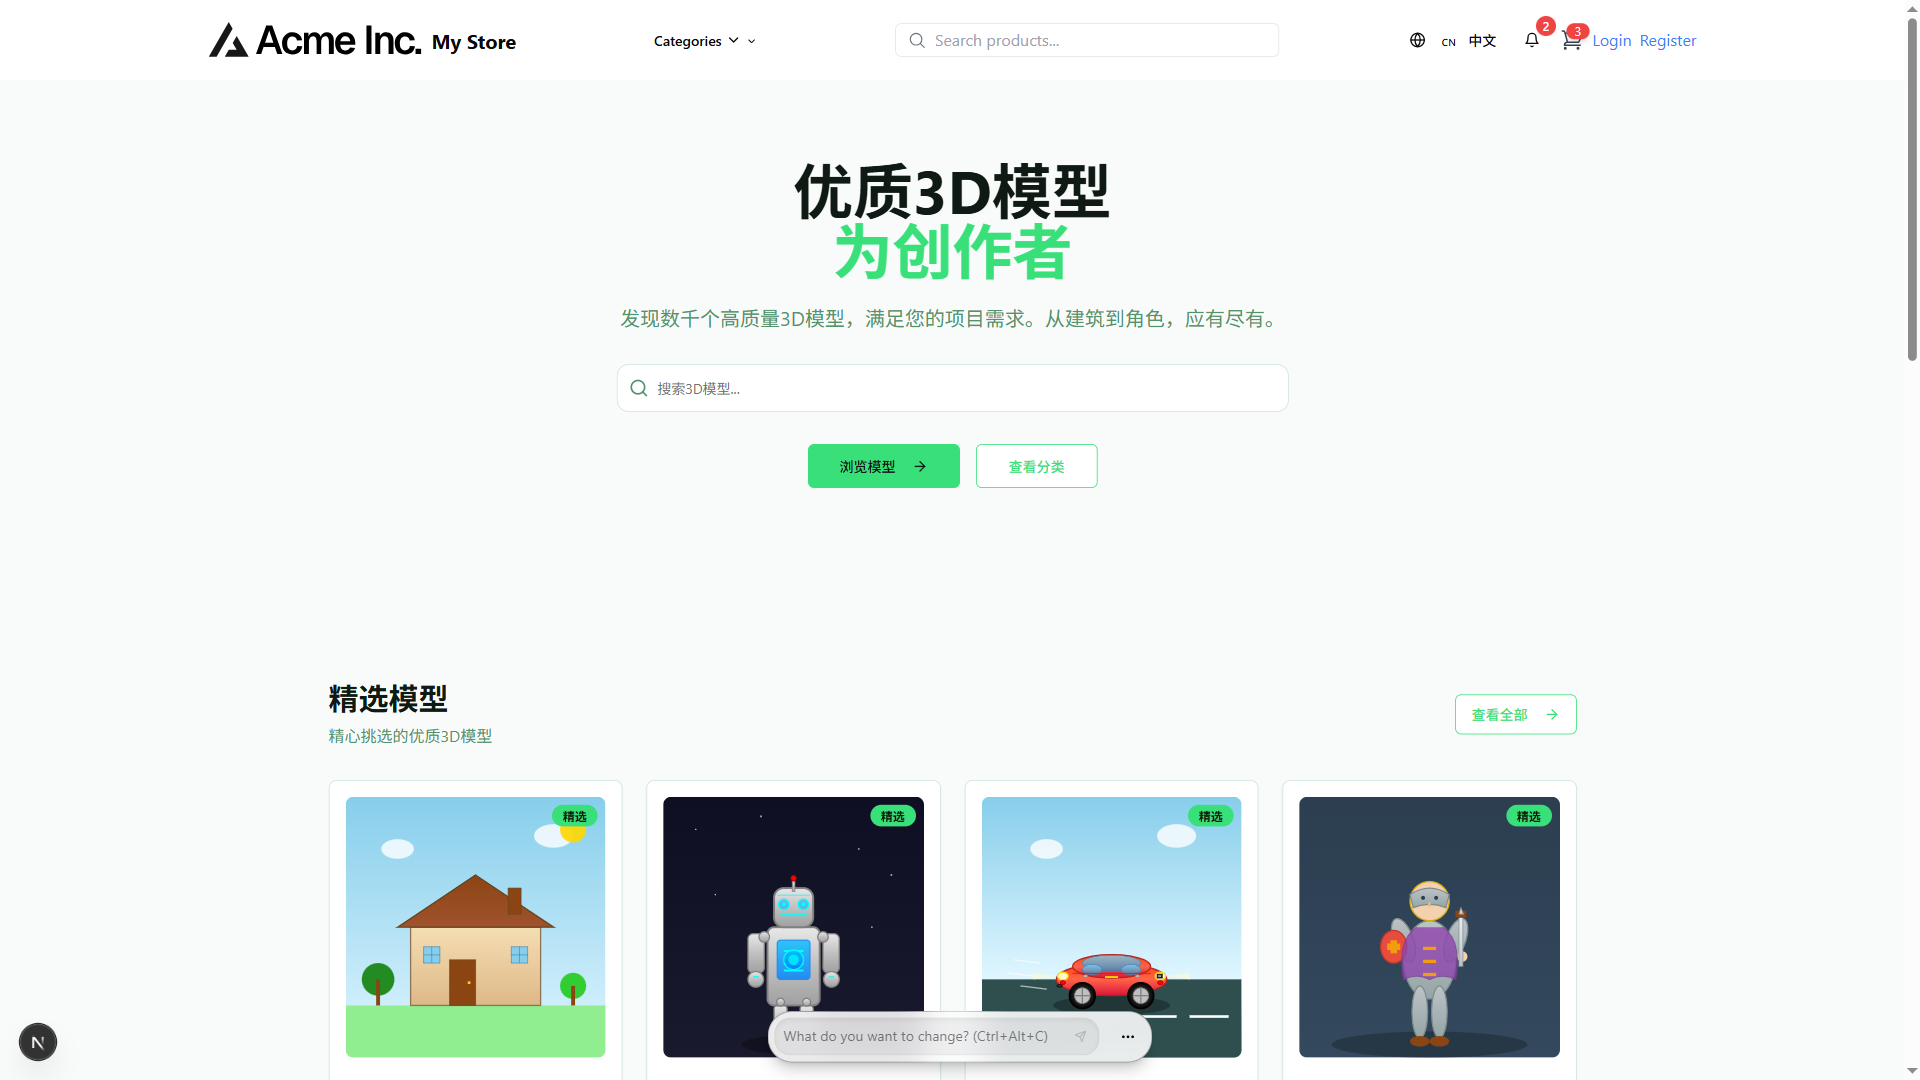 Acme Inc. My Store
Categories
Search products...
CN 中文
2
3
Login Register
优质3D模型
为创作者
发现数千个高质量3D模型，满足您的项目需求。从建筑到角色，应有尽有。
搜索3D模型...
浏览模型
查看分类
精选模型
精心挑选的优质3D模型
查看全部
精选
精选
精选
精选
What do you want to change? (Ctrl+Alt+C)
N